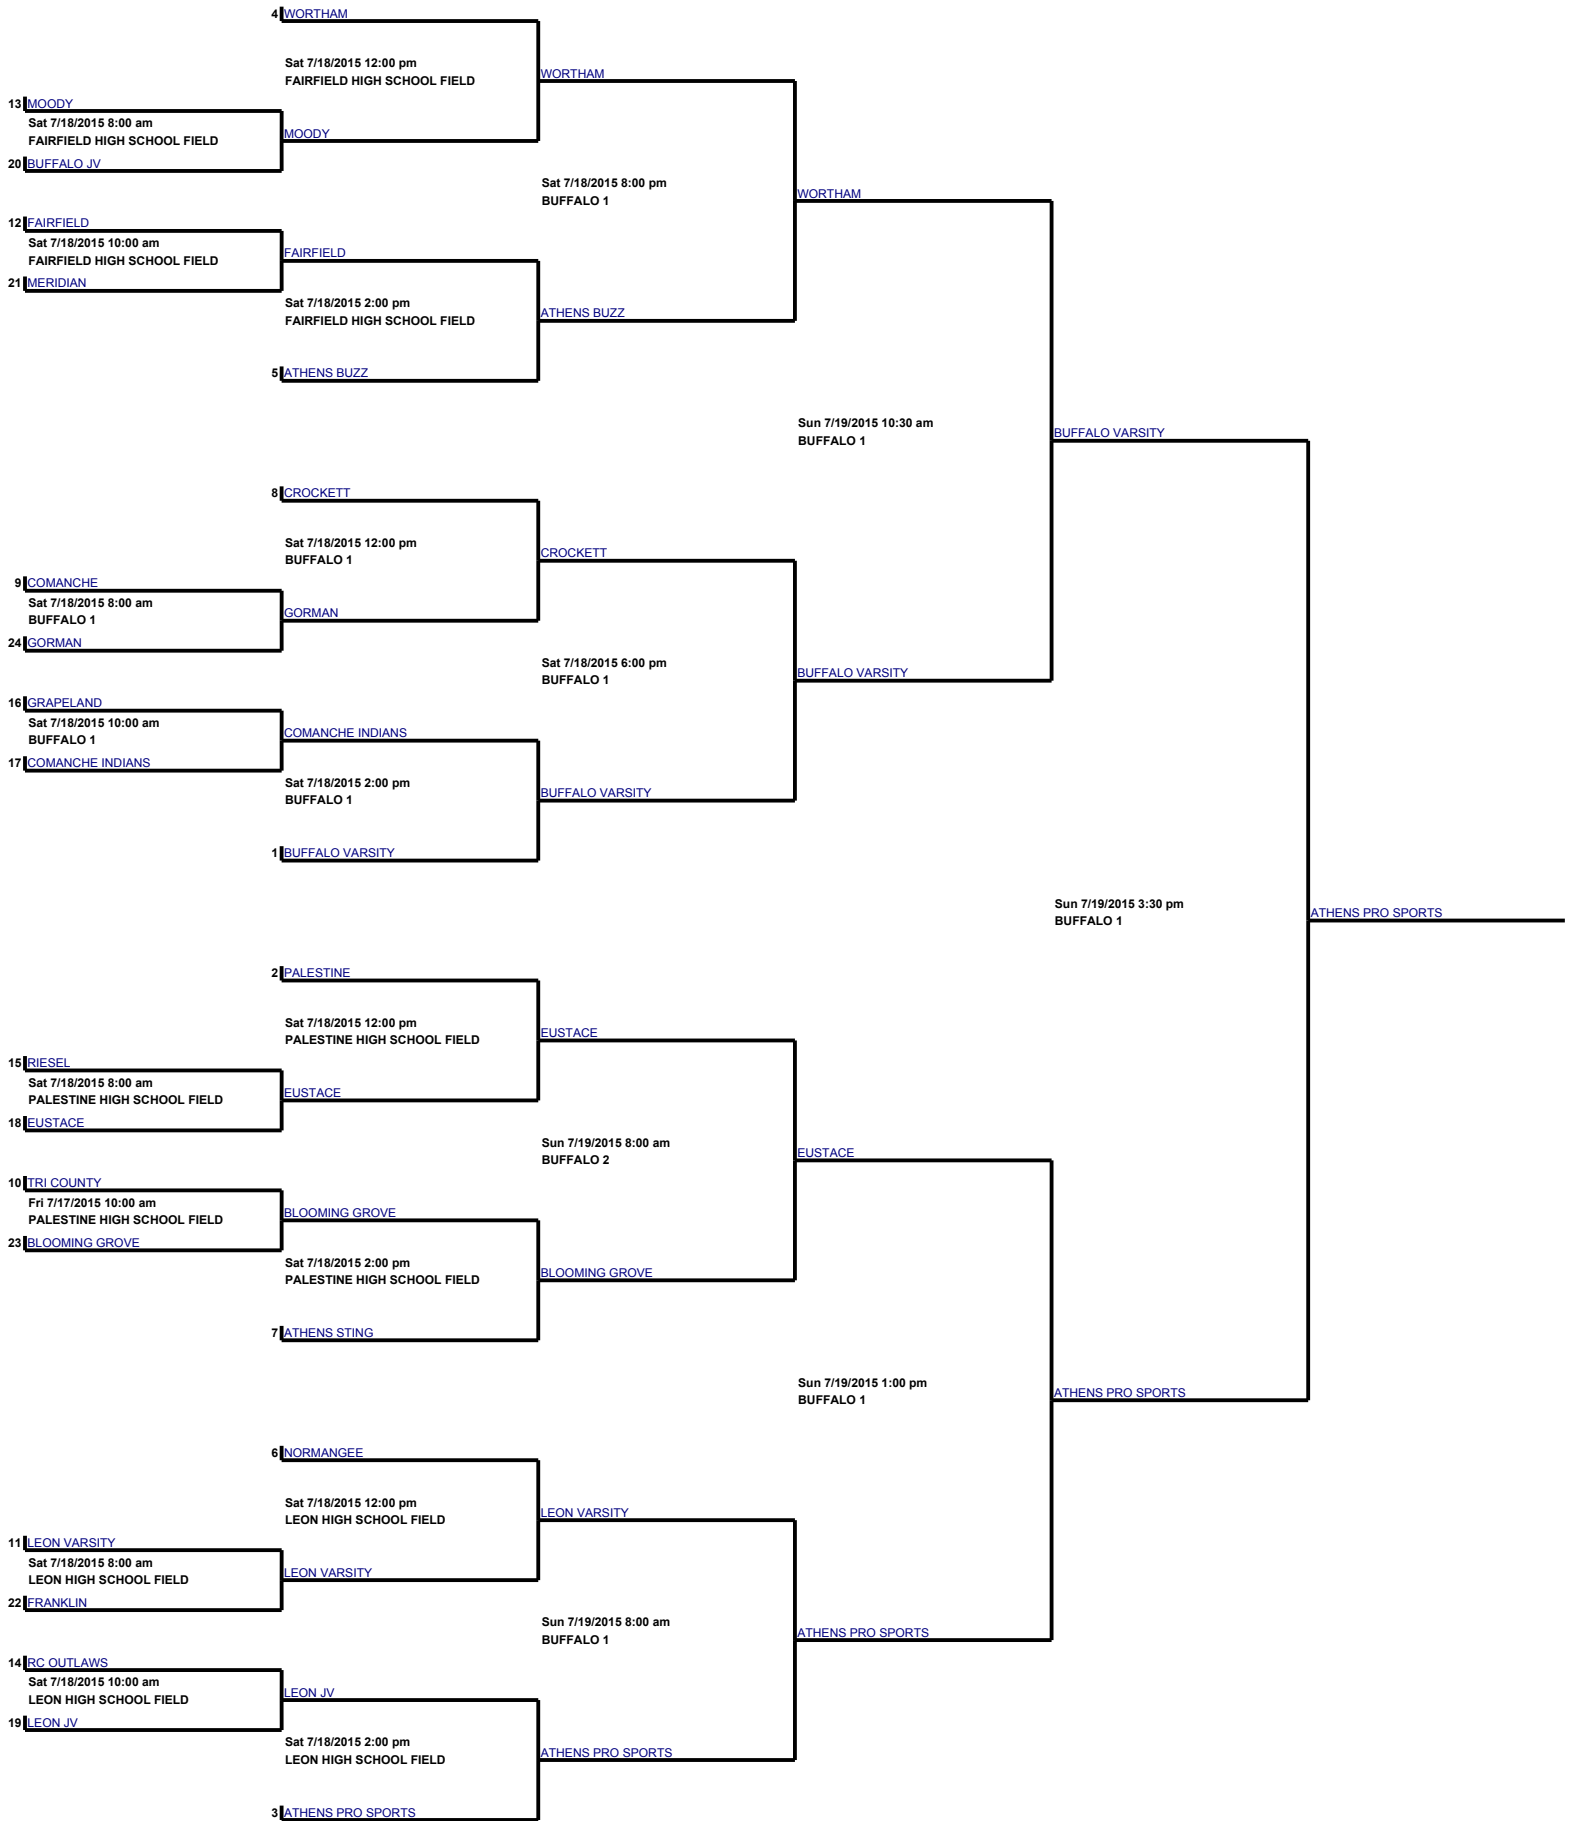 4 WORTHAM
Sat 7/18/2015 12:00 pm
FAIRFIELD HIGH SCHOOL FIELD
WORTHAM
13 MOODY
Sat 7/18/2015 8:00 am
FAIRFIELD HIGH SCHOOL FIELD
MOODY
20 BUFFALO JV
Sat 7/18/2015 8:00 pm
BUFFALO 1
WORTHAM
12 FAIRFIELD
Sat 7/18/2015 10:00 am
FAIRFIELD HIGH SCHOOL FIELD
FAIRFIELD
21 MERIDIAN
Sat 7/18/2015 2:00 pm
FAIRFIELD HIGH SCHOOL FIELD
ATHENS BUZZ
5 ATHENS BUZZ
Sun 7/19/2015 10:30 am
BUFFALO 1
BUFFALO VARSITY
8 CROCKETT
Sat 7/18/2015 12:00 pm
BUFFALO 1
CROCKETT
9 COMANCHE
Sat 7/18/2015 8:00 am
BUFFALO 1
GORMAN
24 GORMAN
Sat 7/18/2015 6:00 pm
BUFFALO 1
BUFFALO VARSITY
16 GRAPELAND
Sat 7/18/2015 10:00 am
BUFFALO 1
COMANCHE INDIANS
17 COMANCHE INDIANS
Sat 7/18/2015 2:00 pm
BUFFALO 1
BUFFALO VARSITY
1 BUFFALO VARSITY
Sun 7/19/2015 3:30 pm
BUFFALO 1
ATHENS PRO SPORTS
2 PALESTINE
Sat 7/18/2015 12:00 pm
PALESTINE HIGH SCHOOL FIELD
EUSTACE
15 RIESEL
Sat 7/18/2015 8:00 am
PALESTINE HIGH SCHOOL FIELD
EUSTACE
18 EUSTACE
Sun 7/19/2015 8:00 am
BUFFALO 2
EUSTACE
10 TRI COUNTY
Fri 7/17/2015 10:00 am
PALESTINE HIGH SCHOOL FIELD
BLOOMING GROVE
23 BLOOMING GROVE
Sat 7/18/2015 2:00 pm
PALESTINE HIGH SCHOOL FIELD
BLOOMING GROVE
7 ATHENS STING
Sun 7/19/2015 1:00 pm
BUFFALO 1
ATHENS PRO SPORTS
6 NORMANGEE
Sat 7/18/2015 12:00 pm
LEON HIGH SCHOOL FIELD
LEON VARSITY
11 LEON VARSITY
Sat 7/18/2015 8:00 am
LEON HIGH SCHOOL FIELD
LEON VARSITY
22 FRANKLIN
Sun 7/19/2015 8:00 am
BUFFALO 1
ATHENS PRO SPORTS
14 RC OUTLAWS
Sat 7/18/2015 10:00 am
LEON HIGH SCHOOL FIELD
LEON JV
19 LEON JV
Sat 7/18/2015 2:00 pm
LEON HIGH SCHOOL FIELD
ATHENS PRO SPORTS
3 ATHENS PRO SPORTS